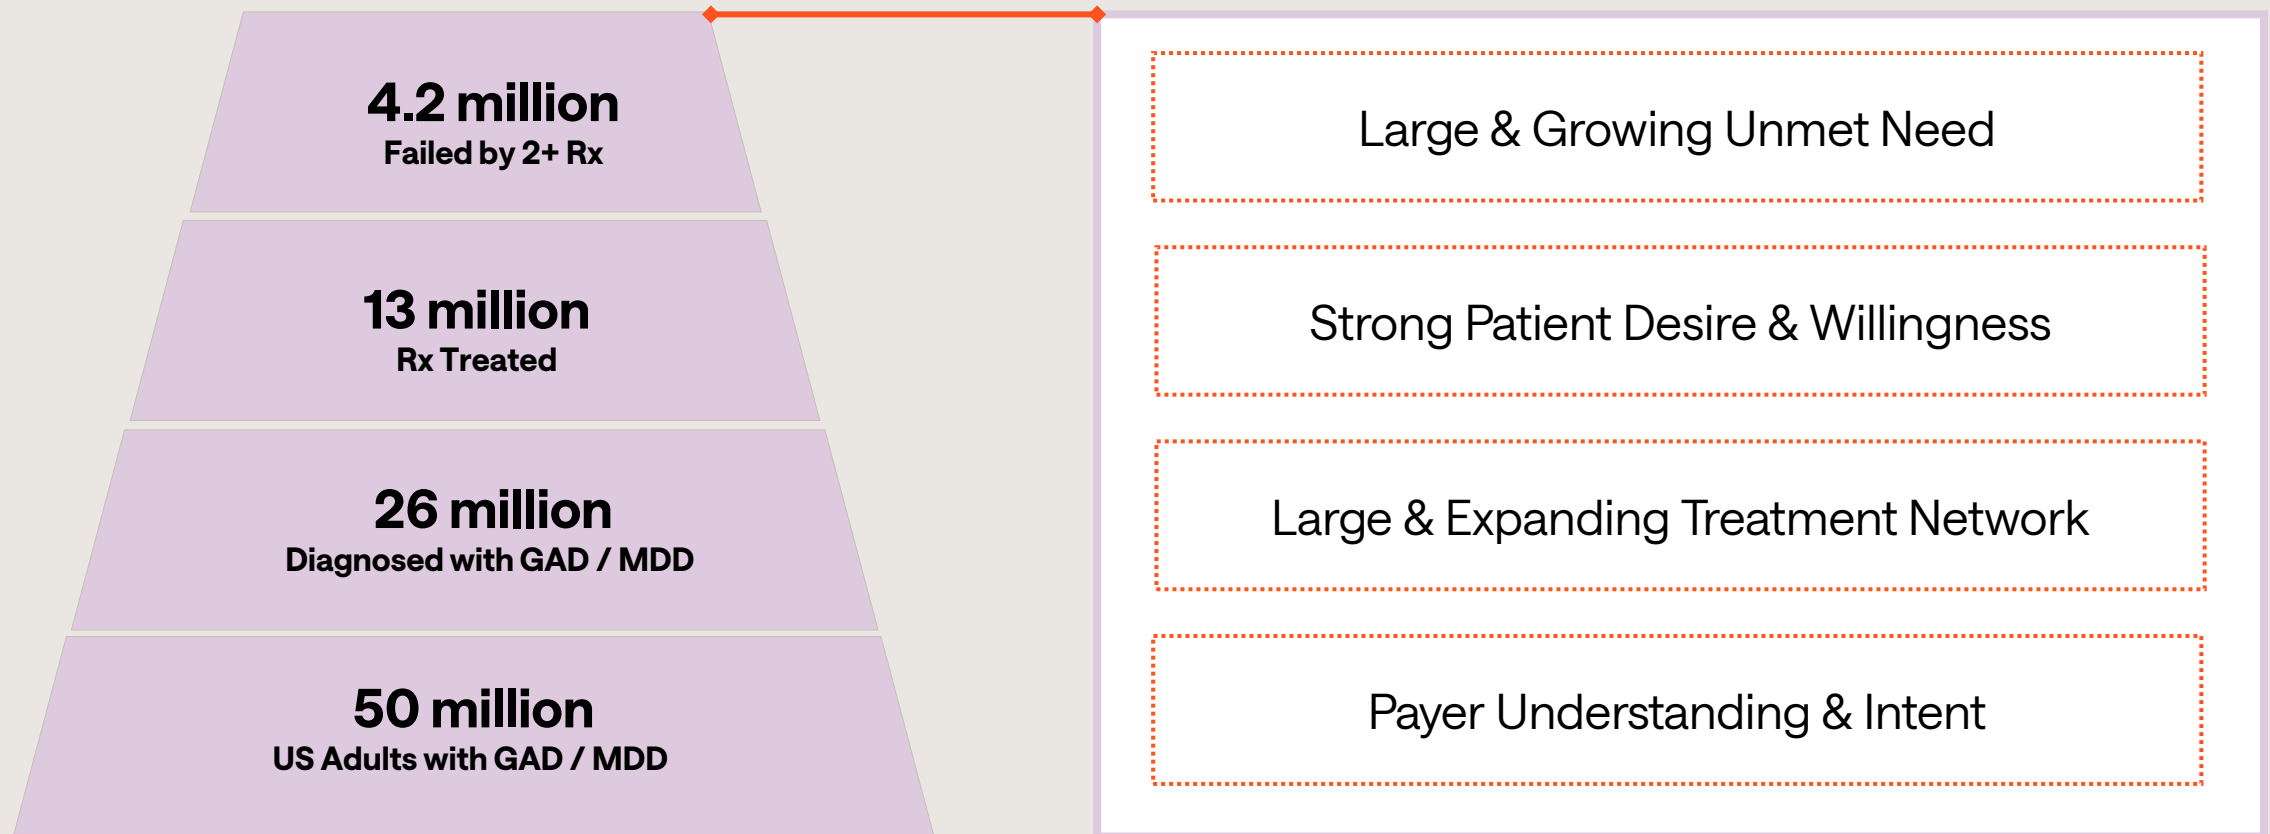 4.2 million
Failed by 2+ Rx
13 million
Rx Treated
26 million
Diagnosed with GAD / MDD
50 million
US Adults with GAD / MDD
Large & Growing Unmet Need
Strong Patient Desire & Willingness
Large & Expanding Treatment Network
Payer Understanding & Intent